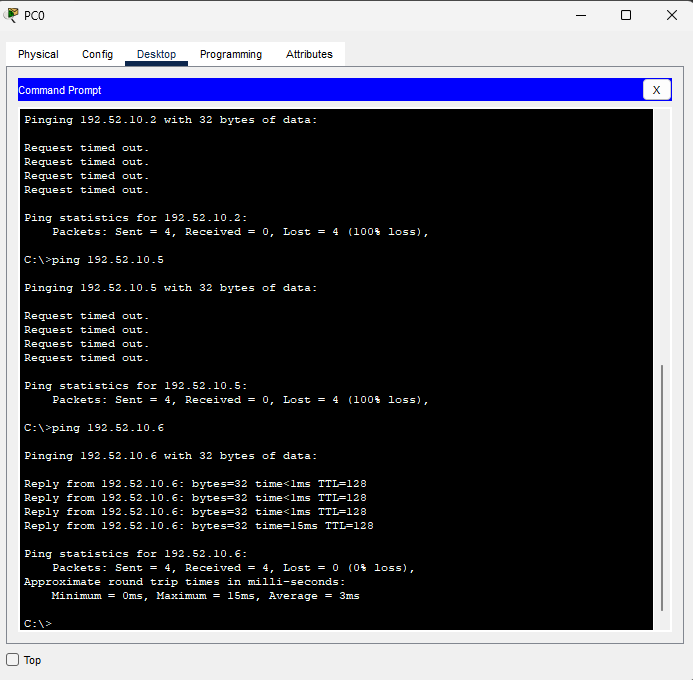 PC0
Physical Config Desktop Programming Attributes
Command Prompt X
Pinging 192.52.10.2 with 32 bytes of data:
Request timed out.
Request timed out.
Request timed out.
Request timed out.
Ping statistics for 192.52.10.2:
Packets: Sent = 4, Received = 0, Lost = 4 (100% loss),
C:\>ping 192.52.10.5
Pinging 192.52.10.5 with 32 bytes of data:
Request timed out.
Request timed out.
Request timed out.
Request timed out.
Ping statistics for 192.52.10.5:
Packets: Sent = 4, Received = 0, Lost = 4 (100% loss),
C:\>ping 192.52.10.6
Pinging 192.52.10.6 with 32 bytes of data:
Reply from 192.52.10.6: bytes=32 time<1ms TTL=128
Reply from 192.52.10.6: bytes=32 time<1ms TTL=128
Reply from 192.52.10.6: bytes=32 time<1ms TTL=128
Reply from 192.52.10.6: bytes=32 time=15ms TTL=128
Ping statistics for 192.52.10.6:
Packets: Sent = 4, Received = 4, Lost = 0 (0% loss),
Approximate round trip times in milli-seconds:
Minimum = 0ms, Maximum = 15ms, Average = 3ms
C:\>
Top